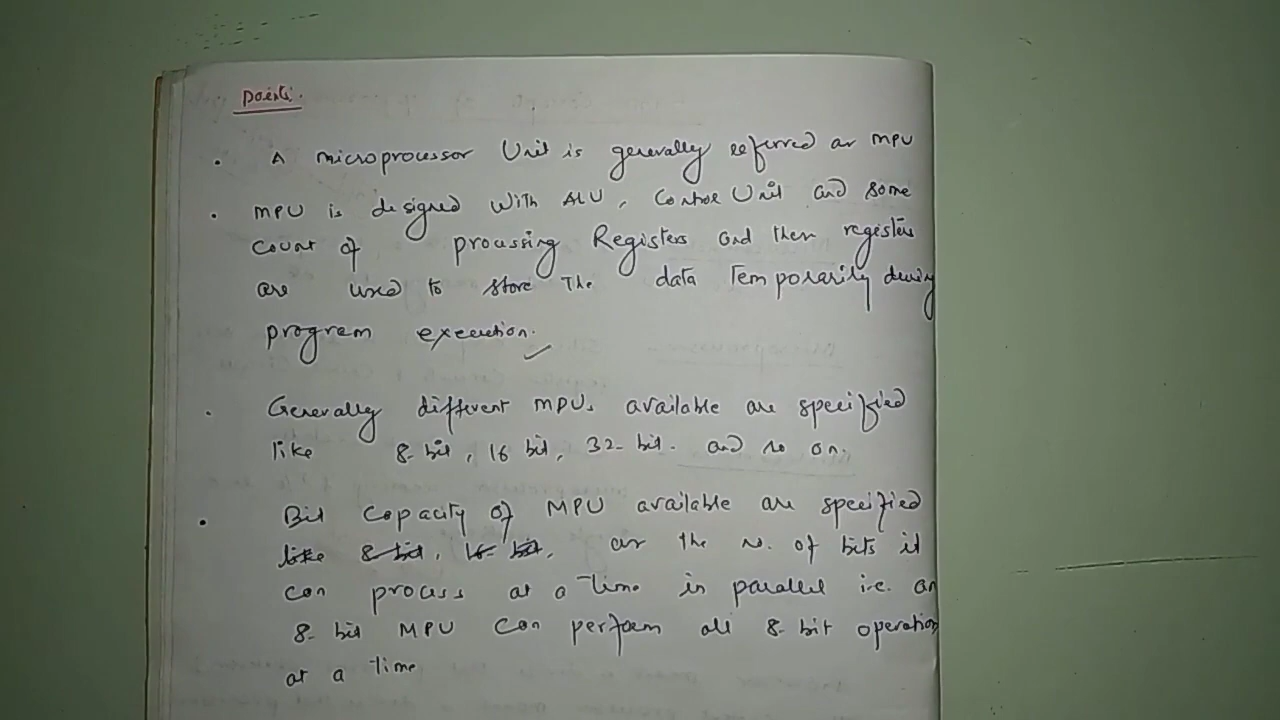 Points.
• A microprocessor Unit is generally referred as MPU
• MPU is designed with ALU, Control Unit and some
count of processing Registers and then registers
are used to store The data Temporarily during
program execution.
• Generally different MPUs available are specified
like 8-bit, 16 bit, 32-bit. and so on.
• Bit Capacity of MPU available are specified
like 8-bit, 16-bit, as the no. of bits it
can process at a Time in parallel i.e. an
8-bit MPU can perform all 8-bit operation
at a Time